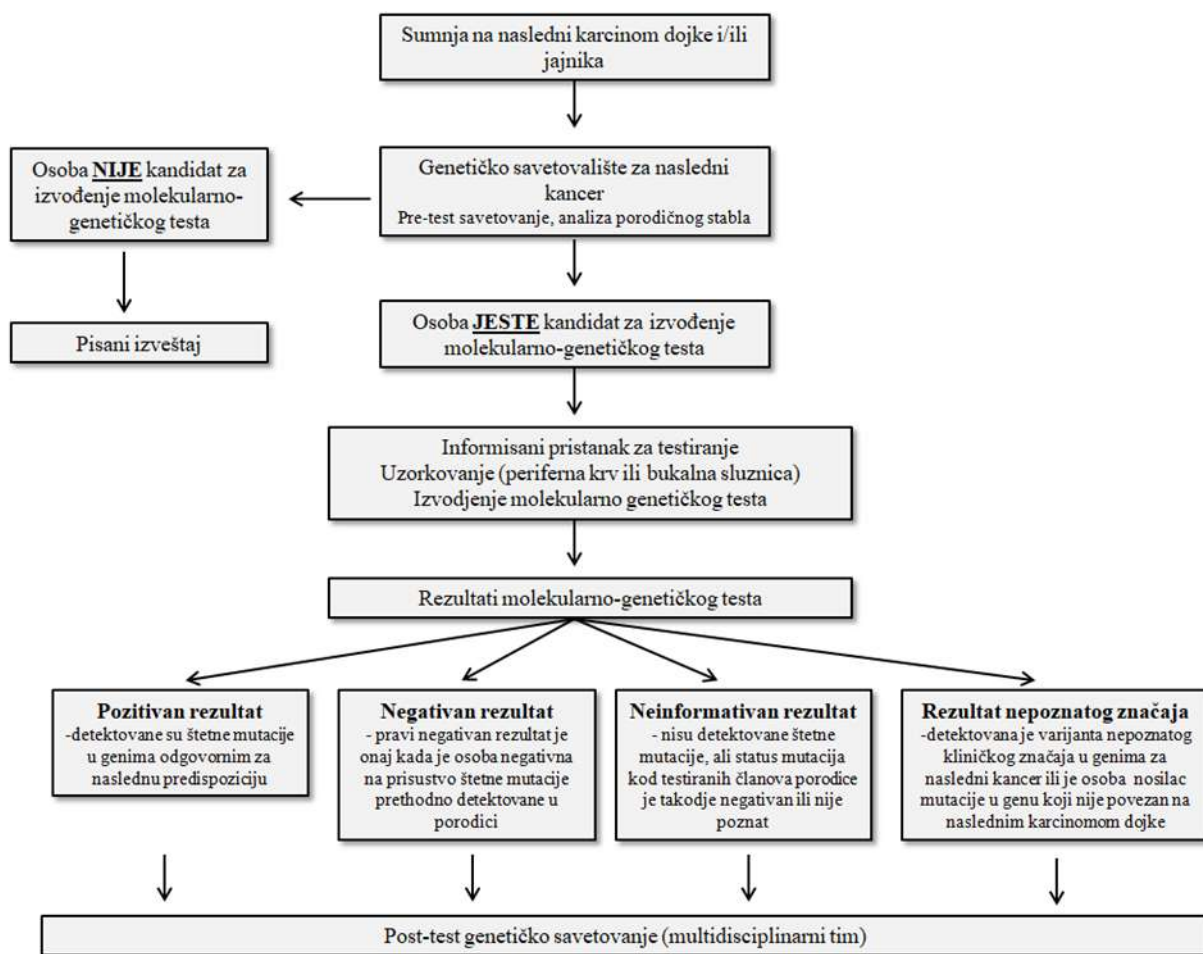 Sumnja na nasledni karcinom dojke i/ili
jajnika
Osoba NIJE kandidat za
izvođenje molekularno-
genetičkog testa
Genetičko savetovalište za nasledni
kancer
Pre-test savetovanje, analiza porodičnog stabla
Pisani izveštaj
Osoba JESTE kandidat za izvođenje
molekularno-genetičkog testa
Informisani pristanak za testiranje
Uzorkovanje (periferna krv ili bukalna sluznica)
Izvodjenje molekularno genetičkog testa
Rezultati molekularno-genetičkog testa
Pozitivan rezultat
-detektovane su štetne mutacije
u genima odgovornim za
naslednu predispoziciju
Negativan rezultat
- pravi negativan rezultat je
onaj kada je osoba negativna
na prisustvo štetne mutacije
prethodno detektovane u
porodici
Neinformativan rezultat
- nisu detektovane štetne
mutacije, ali status mutacija
kod testiranih članova porodice
je takodje negativan ili nije
poznat
Rezultat nepoznatog značaja
-detektovana je varijanta nepoznatog
kliničkog značaja u genima za
nasledni kancer ili je osoba nosilac
mutacije u genu koji nije povezan na
naslednim karcinomom dojke
Post-test genetičko savetovanje (multidisciplinarni tim)